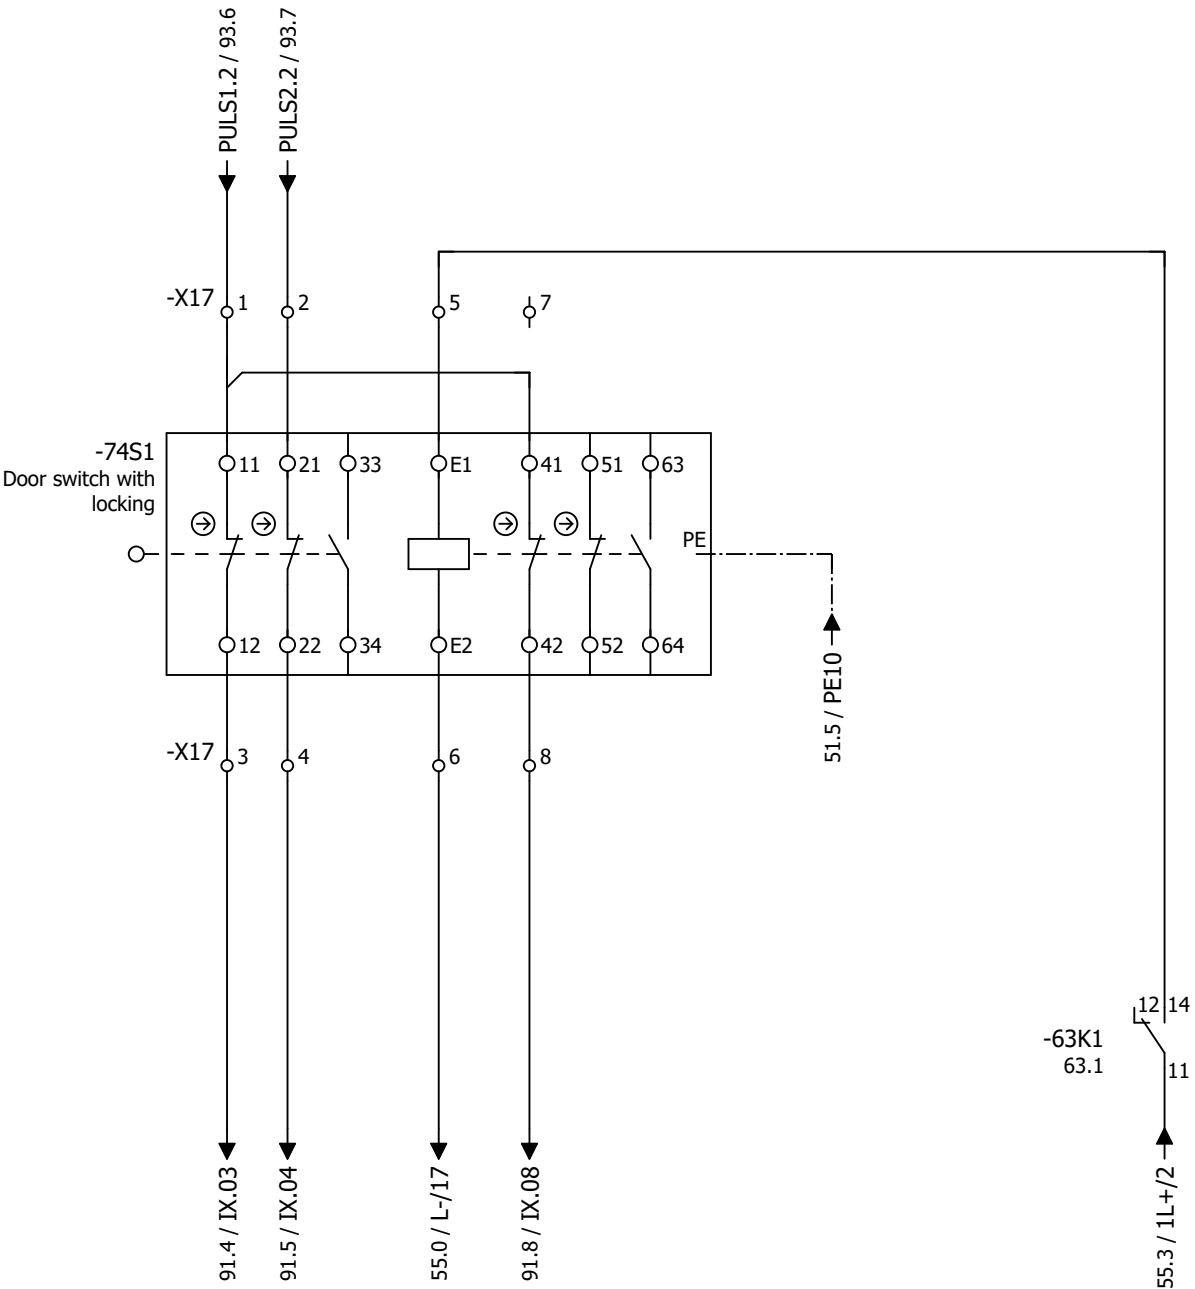 PULS1.2 / 93.6
PULS2.2 / 93.7
-X17
1
2
5
7
-74S1
Door switch with
locking
11
21
33
E1
41
51
63
PE
12
22
34
E2
42
52
64
51.5 / PE10
-X17
3
4
6
8
12
14
-63K1
63.1
11
91.4 / IX.03
91.5 / IX.04
55.0 / L-/17
91.8 / IX.08
55.3 / 1L+/2